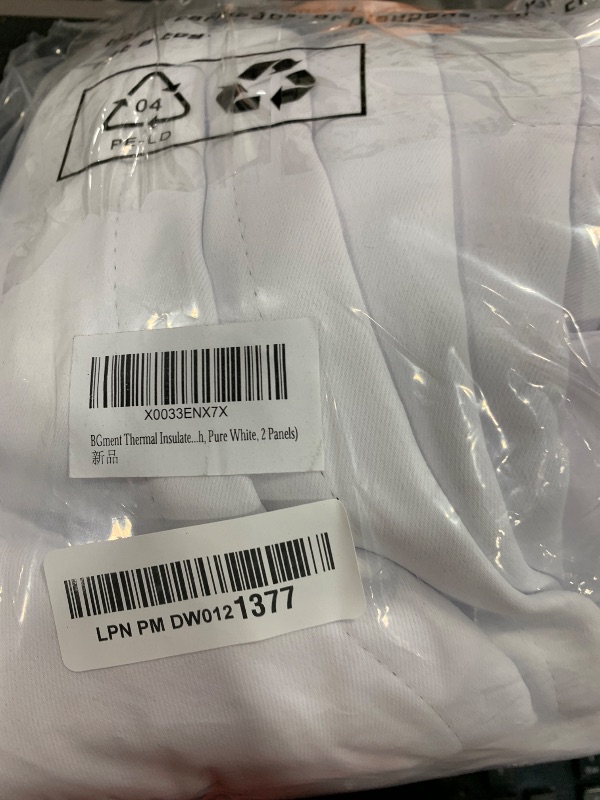 04
PE-LD
X0033ENX7X
BGment Thermal Insulate...h, Pure White, 2 Panels)
新品
LPN PM DW0121377